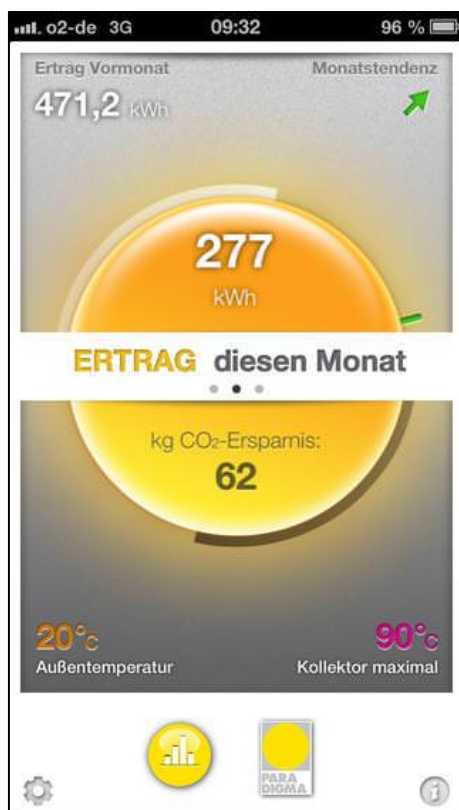 o2-de 3G 09:32 96 %
Ertrag Vormonat Monatstendenz
471,2 kWh
277
kWh
ERTRAG diesen Monat
kg CO₂-Ersparnis:
62
20°C 90°C
Außentemperatur Kollektor maximal
PARA
DIGMA
i